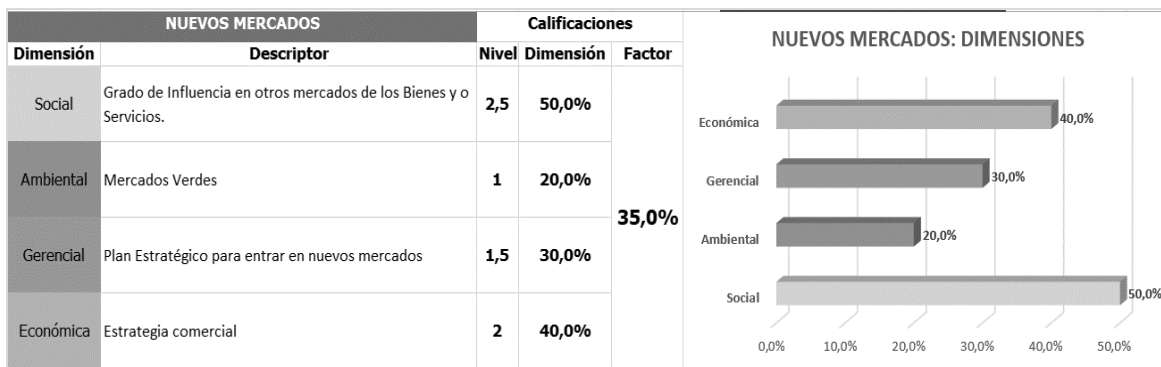 NUEVOS MERCADOS
Calificaciones
Dimensión Descriptor Nivel Dimensión Factor
Social
Grado de Influencia en otros mercados de los Bienes y o
Servicios.
2,5 50,0%
Ambiental Mercados Verdes 1 20,0%
35,0%
Gerencial Plan Estratégico para entrar en nuevos mercados 1,5 30,0%
Económica Estrategia comercial 2 40,0%
NUEVOS MERCADOS: DIMENSIONES
Económica 40,0%
Gerencial 30,0%
Ambiental 20,0%
Social 50,0%
0,0% 10,0% 20,0% 30,0% 40,0% 50,0%